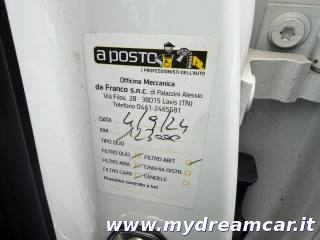 a posto
I PROFESSIONISTI DELL'AUTO
Officina Meccanica
da Franco s.n.c. di Palazzini Alessio
Via Filos, 28 - 38015 Lavis (TN)
Telefono 0461-2465581
DATA 4/9/24
KM 123000
TIPO OLIO
FILTRO OLIO FILTRO ABIT.
FILTRO ARIA CINGHIA DISTR.
FILTRO CARB. CANDELE
Prossimo controllo a km
www.mydreamcar.it